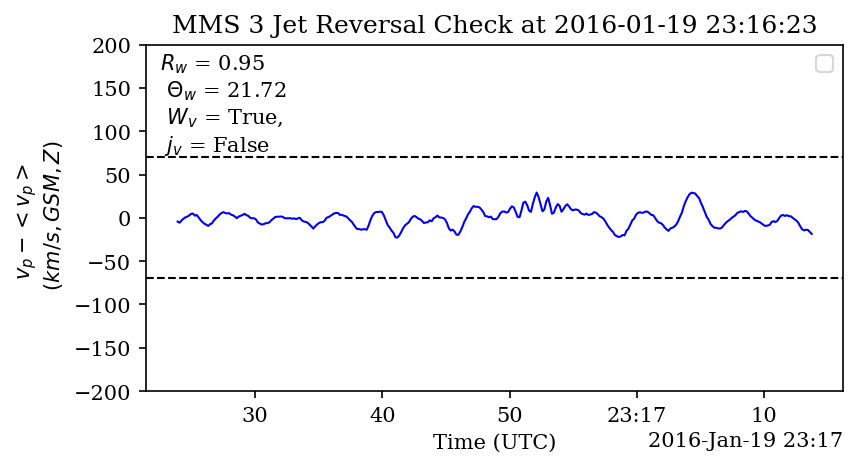 MMS 3 Jet Reversal Check at 2016-01-19 23:16:23
200
150
100
50
0
−50
−100
−150
−200
v_p − < v_p >
(km/s, GSM, Z)
R_w = 0.95
Θ_w = 21.72
W_v = True,
j_v = False
30
40
50
23:17
10
Time (UTC)
2016-Jan-19 23:17